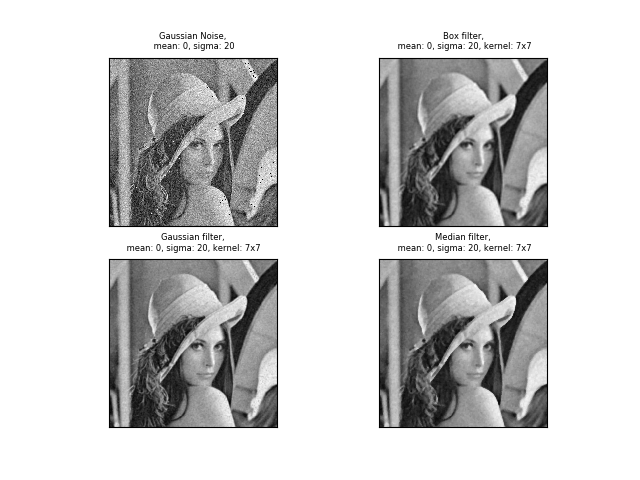 Gaussian Noise,
mean: 0, sigma: 20
Box filter,
mean: 0, sigma: 20, kernel: 7x7
Gaussian filter,
mean: 0, sigma: 20, kernel: 7x7
Median filter,
mean: 0, sigma: 20, kernel: 7x7